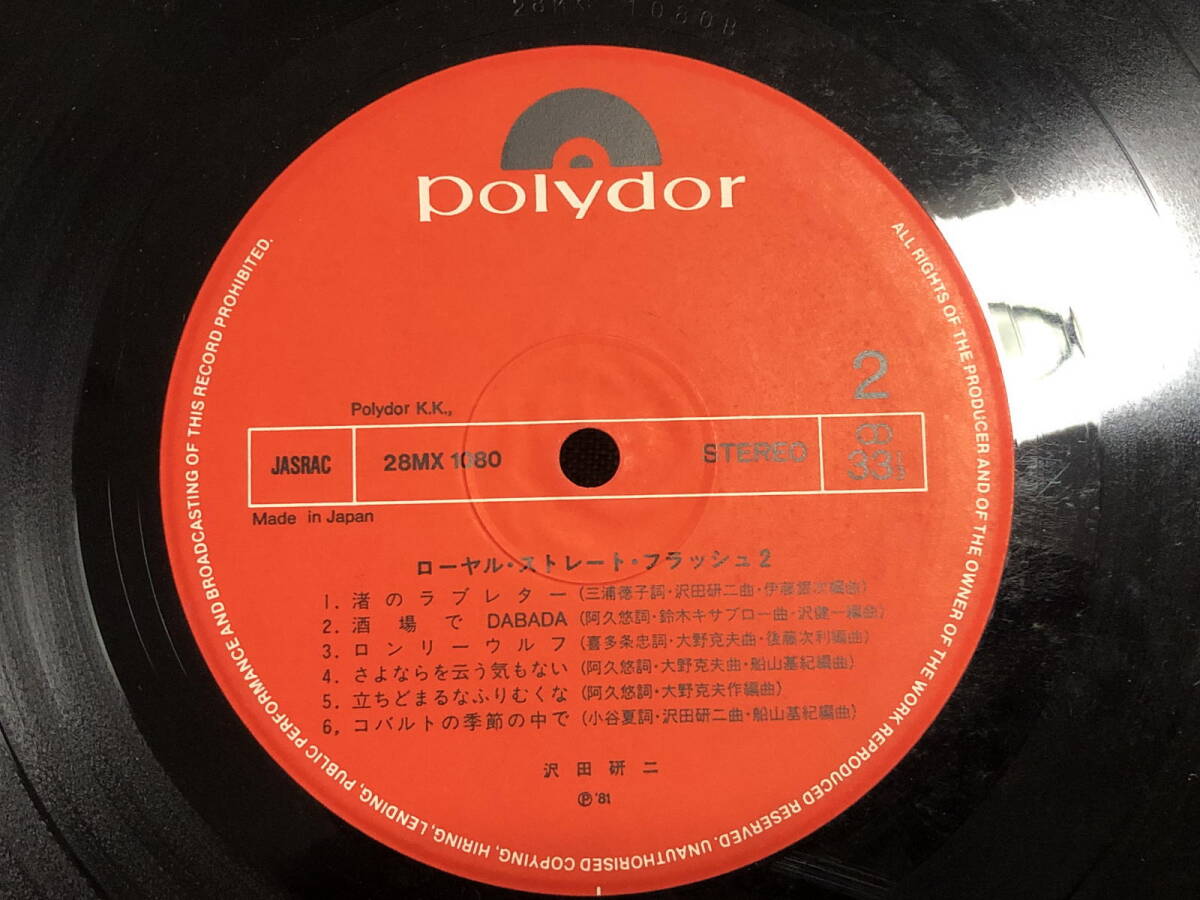 28MX 1080B
polydor
2
Polydor K.K.,
JASRAC
28MX 1080
STEREO
33 1/3
Made in Japan
ローヤル・ストレート・フラッシュ2
1. 渚のラブレター (三浦徳子詞・沢田研二曲・伊藤銀次編曲)
2. 酒場で DABADA (阿久悠詞・鈴木キサブロー曲・沢健一編曲)
3. ロンリーウルフ (喜多条忠詞・大野克夫曲・後藤次利編曲)
4. さよならを云う気もない (阿久悠詞・大野克夫曲・船山基紀編曲)
5. 立ちどまるなふりむくな (阿久悠詞・大野克夫作編曲)
6, コバルトの季節の中で (小谷夏詞・沢田研二曲・船山基紀編曲)
沢田研二
Ⓟ '81
ALL RIGHTS OF THE PRODUCER AND OF THE OWNER OF THE WORK REPRODUCED RESERVED. UNAUTHORISED COPYING, HIRING, LENDING, PUBLIC PERFORMANCE AND BROADCASTING OF THIS RECORD PROHIBITED.